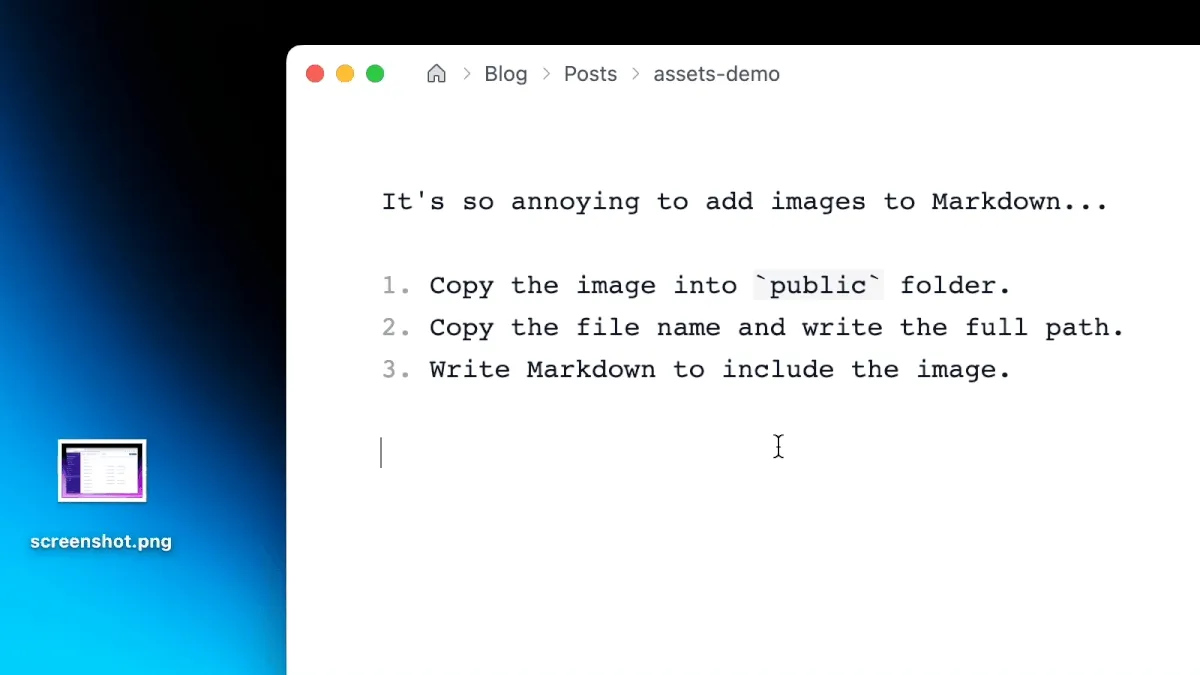 Blog > Posts > assets-demo
It's so annoying to add images to Markdown...
1. Copy the image into `public` folder.
2. Copy the file name and write the full path.
3. Write Markdown to include the image.
screenshot.png